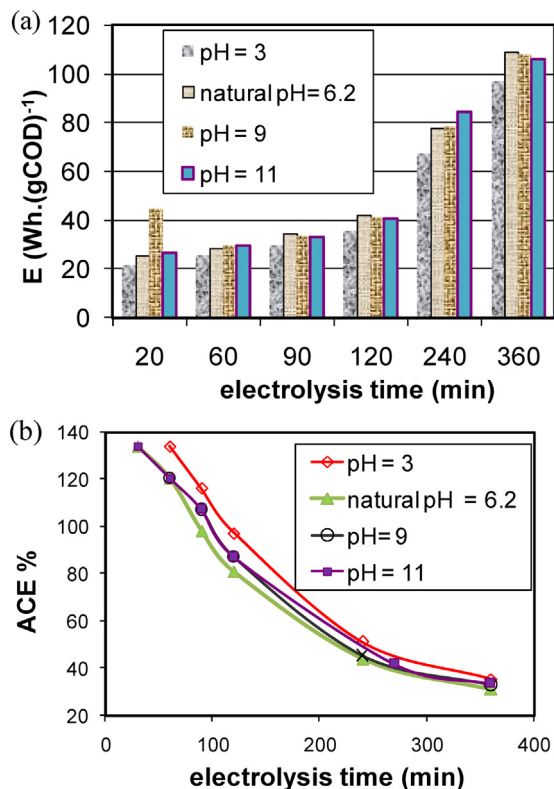 (a)
120
100
80
60
40
20
0
E (Wh.(gCOD)⁻¹)
pH = 3
natural pH= 6.2
pH = 9
pH = 11
20 60 90 120 240 360
electrolysis time (min)
(b)
140
120
100
80
60
40
20
ACE %
pH = 3
natural pH = 6.2
pH = 9
pH = 11
0 100 200 300 400
electrolysis time (min)